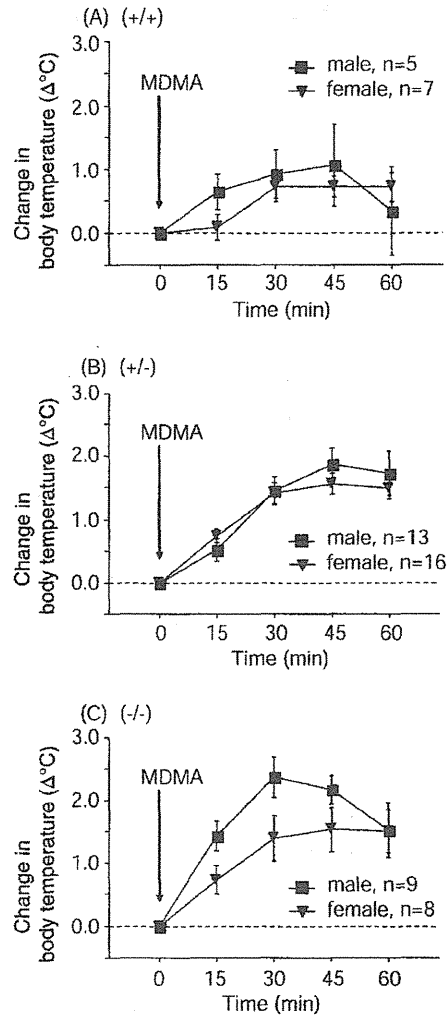 (A) (+/+)
Change in
body temperature (Δ°C)
3.0
2.0
1.0
0.0
MDMA
male, n=5
female, n=7
0 15 30 45 60
Time (min)
(B) (+/-)
Change in
body temperature (Δ°C)
3.0
2.0
1.0
0.0
MDMA
male, n=13
female, n=16
0 15 30 45 60
Time (min)
(C) (-/-)
Change in
body temperature (Δ°C)
3.0
2.0
1.0
0.0
MDMA
male, n=9
female, n=8
0 15 30 45 60
Time (min)